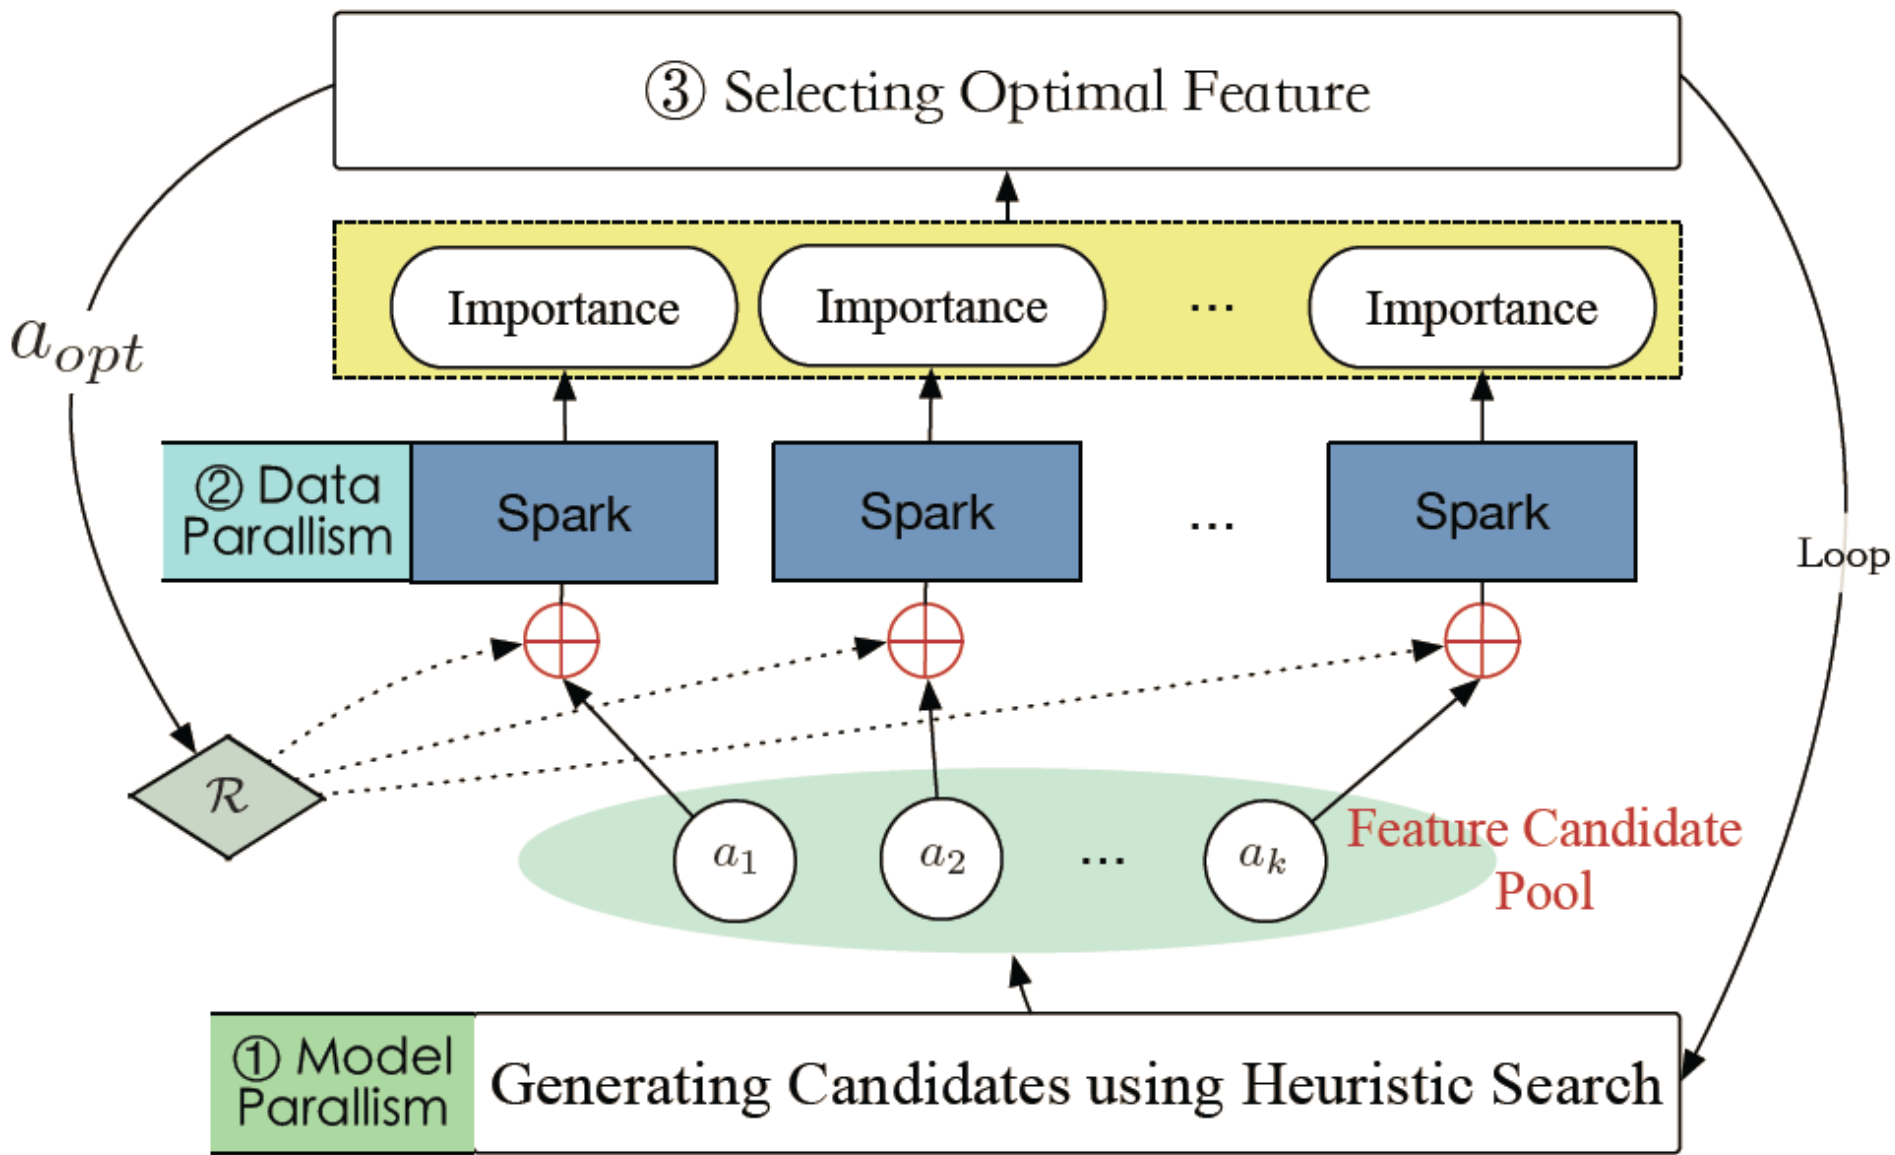 ③ Selecting Optimal Feature
Importance Importance ... Importance
a_opt
② Data
Parallism
Spark Spark ... Spark
Loop
R
a_1 a_2 ... a_k
Feature Candidate
Pool
① Model
Parallism
Generating Candidates using Heuristic Search